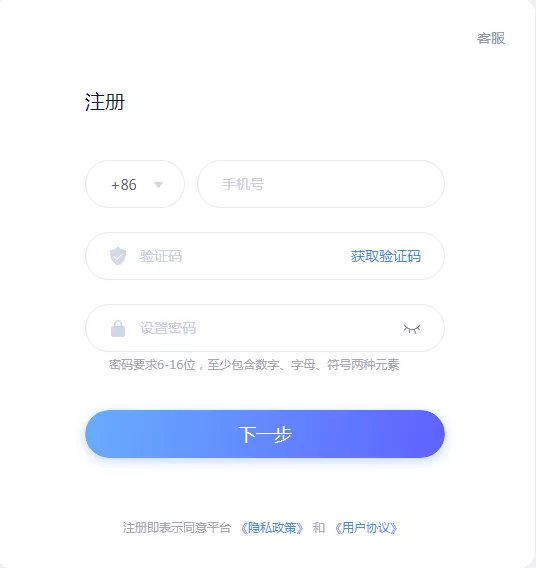 客服
注册
+86 手机号
验证码 获取验证码
设置密码
密码要求6-16位，至少包含数字、字母、符号两种元素
下一步
注册即表示同意平台《隐私政策》 和 《用户协议》